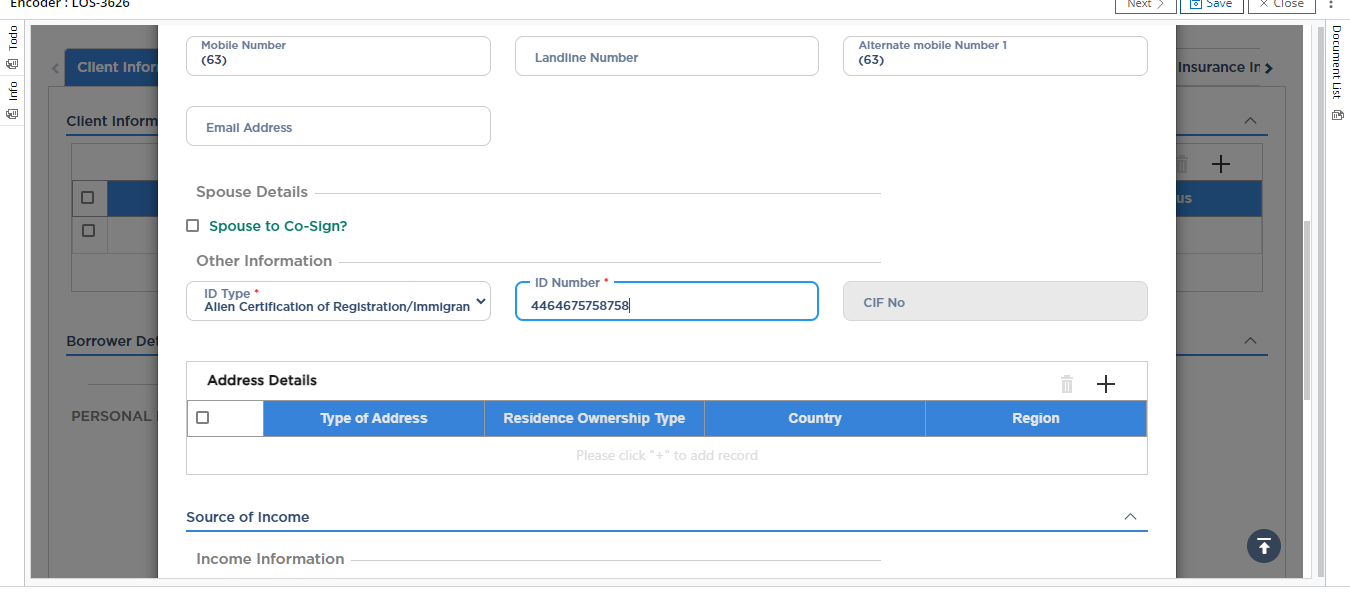 Encoder : LOS-3626
Next
Save
Close
Todo
Info
Document List
Client Infor
Insurance In
Client Inform
us
Borrower Det
PERSONAL
Mobile Number
(63)
Landline Number
Alternate mobile Number 1
(63)
Email Address
Spouse Details
Spouse to Co-Sign?
Other Information
ID Type *
Alien Certification of Registration/Immigran
ID Number *
4464675758758
CIF No
Address Details
Type of Address Residence Ownership Type Country Region
Please click "+" to add record
Source of Income
Income Information